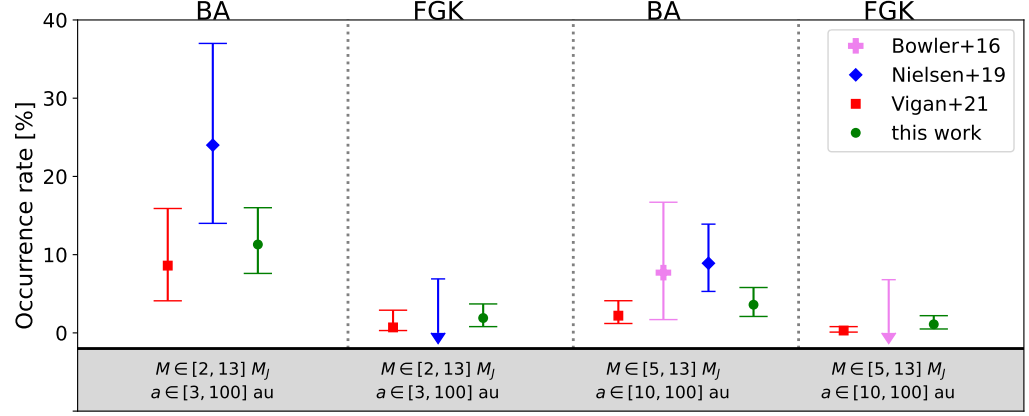 BA FGK BA FGK
Occurrence rate [%]
40
30
20
10
0
Bowler+16
Nielsen+19
Vigan+21
this work
M ∈ [2, 13] M_J
a ∈ [3, 100] au
M ∈ [2, 13] M_J
a ∈ [3, 100] au
M ∈ [5, 13] M_J
a ∈ [10, 100] au
M ∈ [5, 13] M_J
a ∈ [10, 100] au